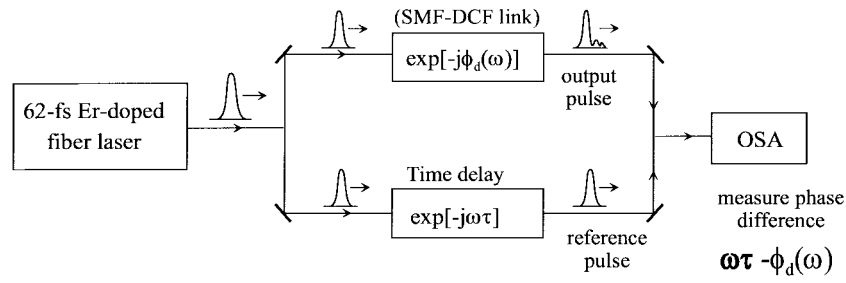 (SMF-DCF link)
exp[-jϕd(ω)]
output
pulse
62-fs Er-doped
fiber laser
OSA
Time delay
exp[-jωτ]
reference
pulse
measure phase
difference
ωτ -ϕd(ω)